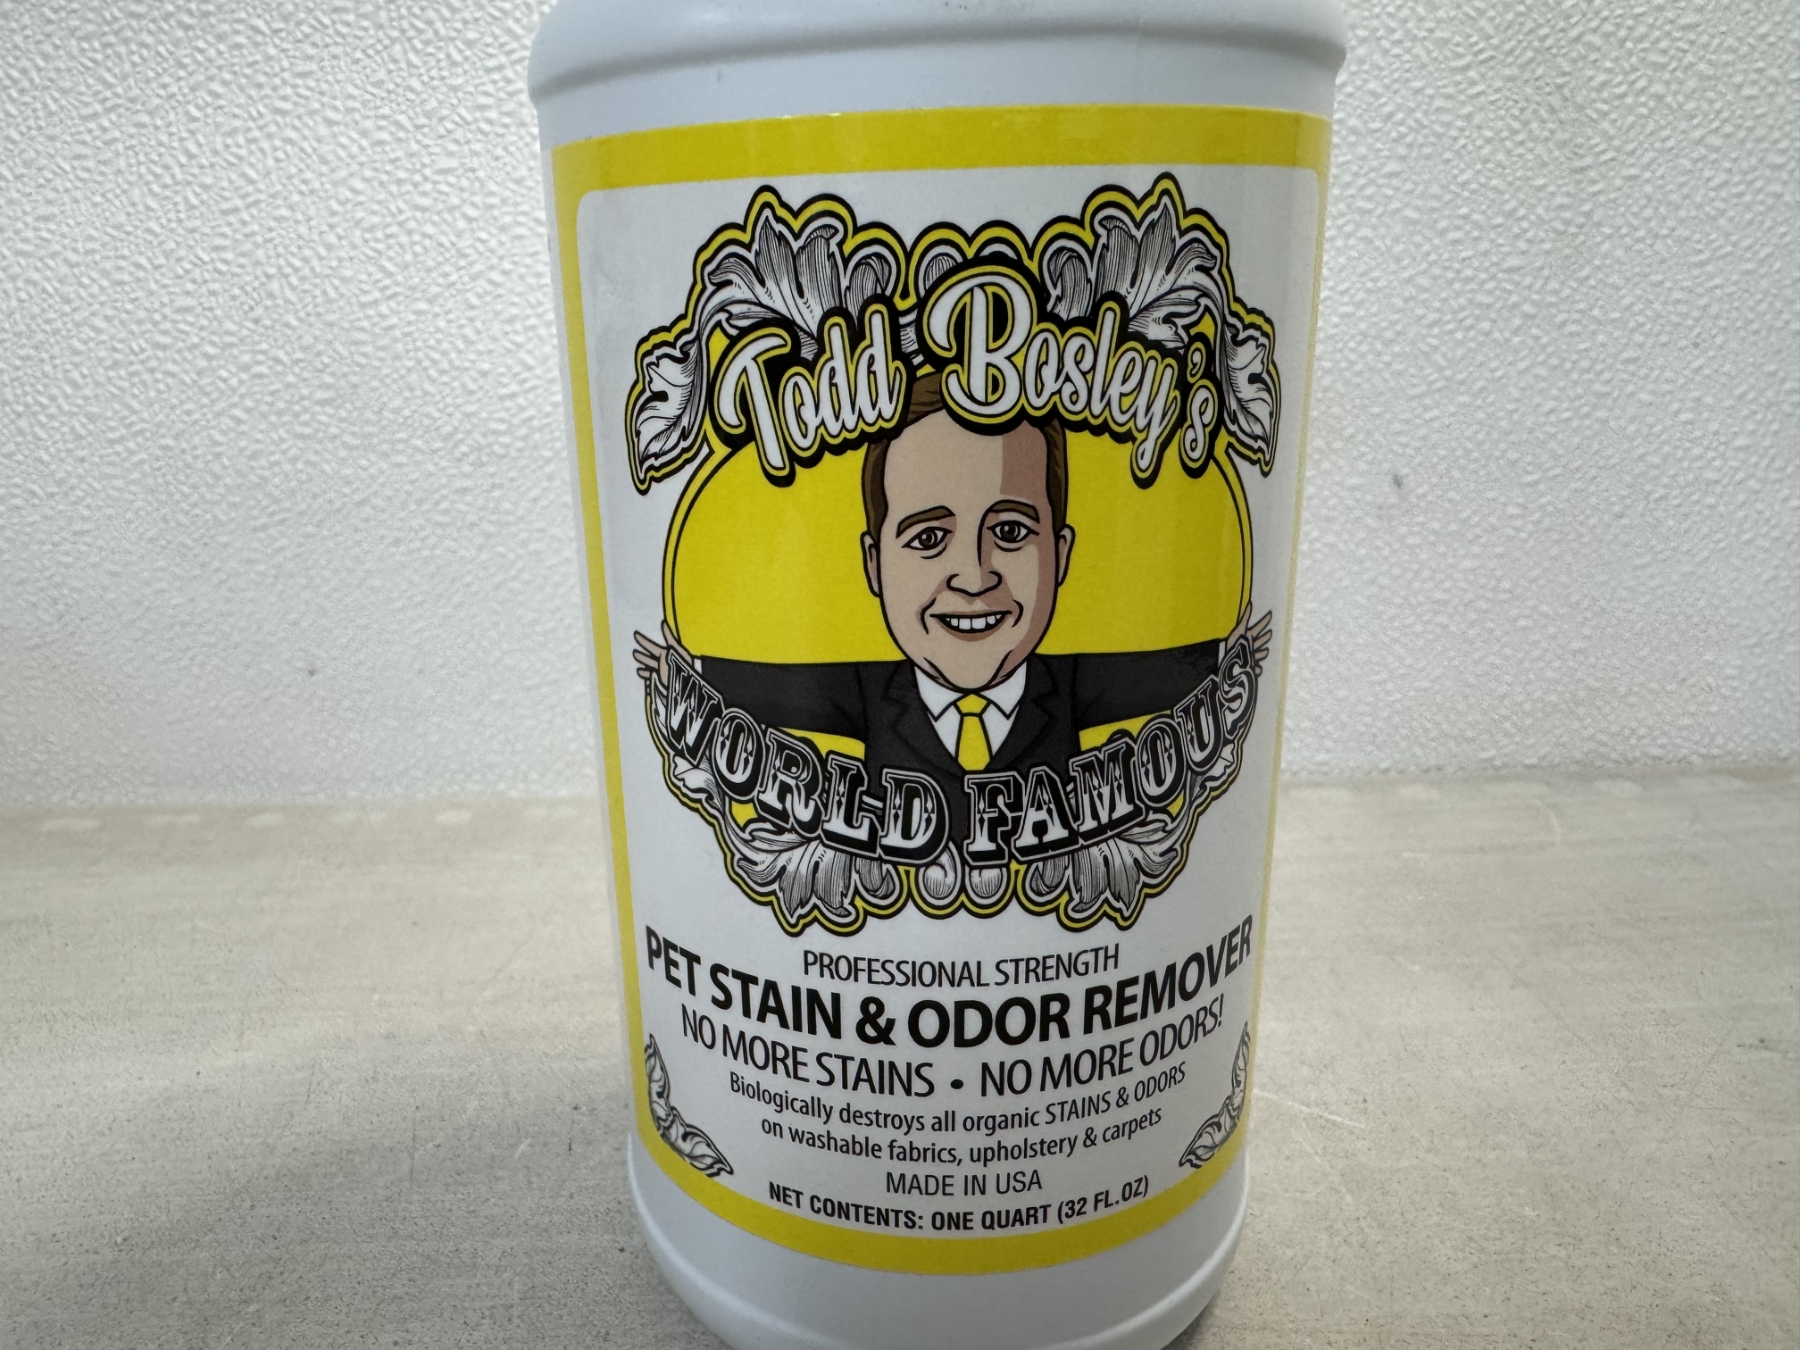 Todd Bosley's
WORLD FAMOUS
PROFESSIONAL STRENGTH
PET STAIN & ODOR REMOVER
NO MORE STAINS • NO MORE ODORS!
Biologically destroys all organic STAINS & ODORS
on washable fabrics, upholstery & carpets
MADE IN USA
NET CONTENTS: ONE QUART (32 FL.OZ)